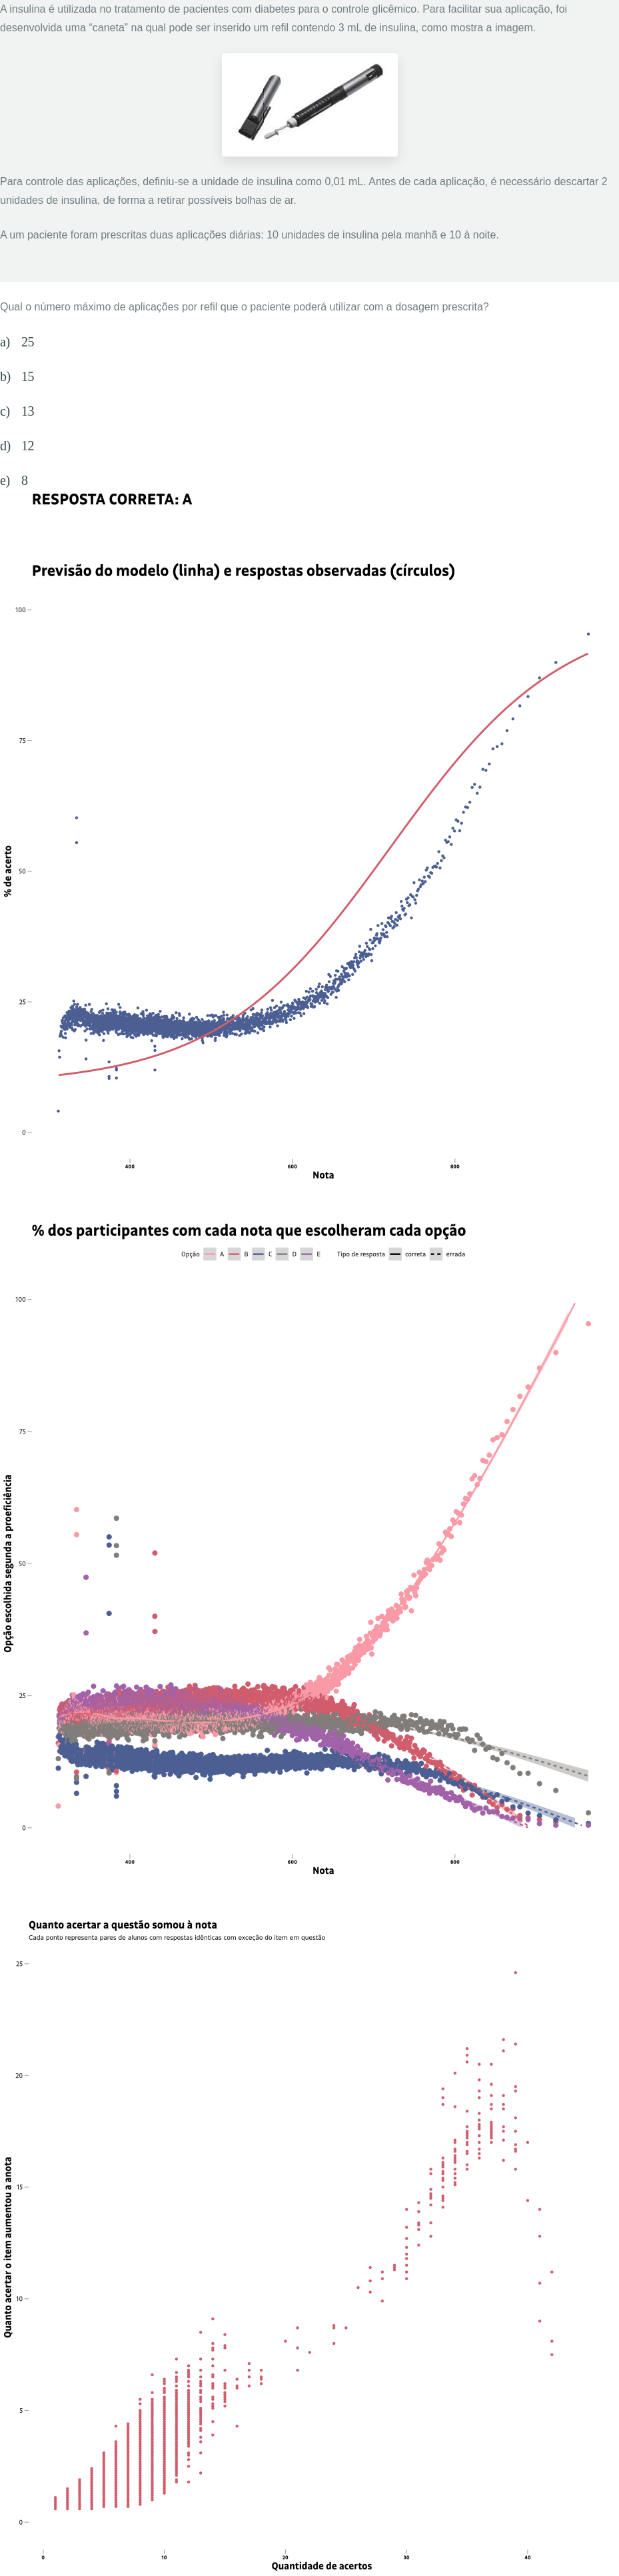 A insulina é utilizada no tratamento de pacientes com diabetes para o controle glicêmico. Para facilitar sua aplicação, foi
desenvolvida uma “caneta” na qual pode ser inserido um refil contendo 3 mL de insulina, como mostra a imagem.
Para controle das aplicações, definiu-se a unidade de insulina como 0,01 mL. Antes de cada aplicação, é necessário descartar 2
unidades de insulina, de forma a retirar possíveis bolhas de ar.
A um paciente foram prescritas duas aplicações diárias: 10 unidades de insulina pela manhã e 10 à noite.
Qual o número máximo de aplicações por refil que o paciente poderá utilizar com a dosagem prescrita?
a) 25
b) 15
c) 13
d) 12
e) 8
RESPOSTA CORRETA: A
Previsão do modelo (linha) e respostas observadas (círculos)
100
75
50
25
0
% de acerto
400 600 800
Nota
% dos participantes com cada nota que escolheram cada opção
Opção A B C D E Tipo de resposta correta errada
100
75
50
25
0
Opção escolhida segunda a proeficiência
400 600 800
Nota
Quanto acertar a questão somou à nota
Cada ponto representa pares de alunos com respostas idênticas com exceção do item em questão
25
20
15
10
5
0
Quanto acertar o item aumentou a anota
0 10 20 30 40
Quantidade de acertos